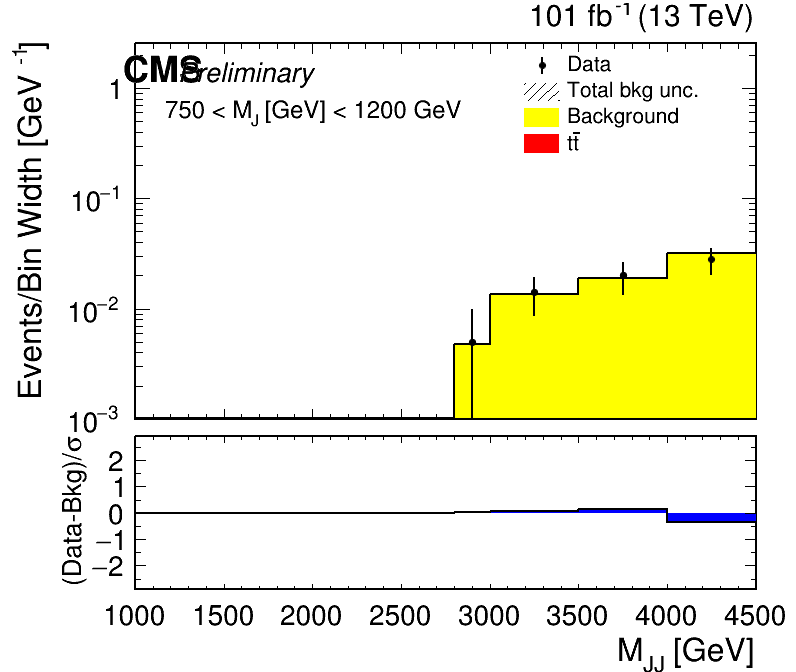 101 fb⁻¹ (13 TeV)
CMS Preliminary
750 < M_J [GeV] < 1200 GeV
Data
Total bkg unc.
Background
tt̄
Events/Bin Width [GeV⁻¹]
1
10⁻¹
10⁻²
10⁻³
(Data-Bkg)/σ
2
1
0
−1
−2
1000 1500 2000 2500 3000 3500 4000 4500
M_JJ [GeV]